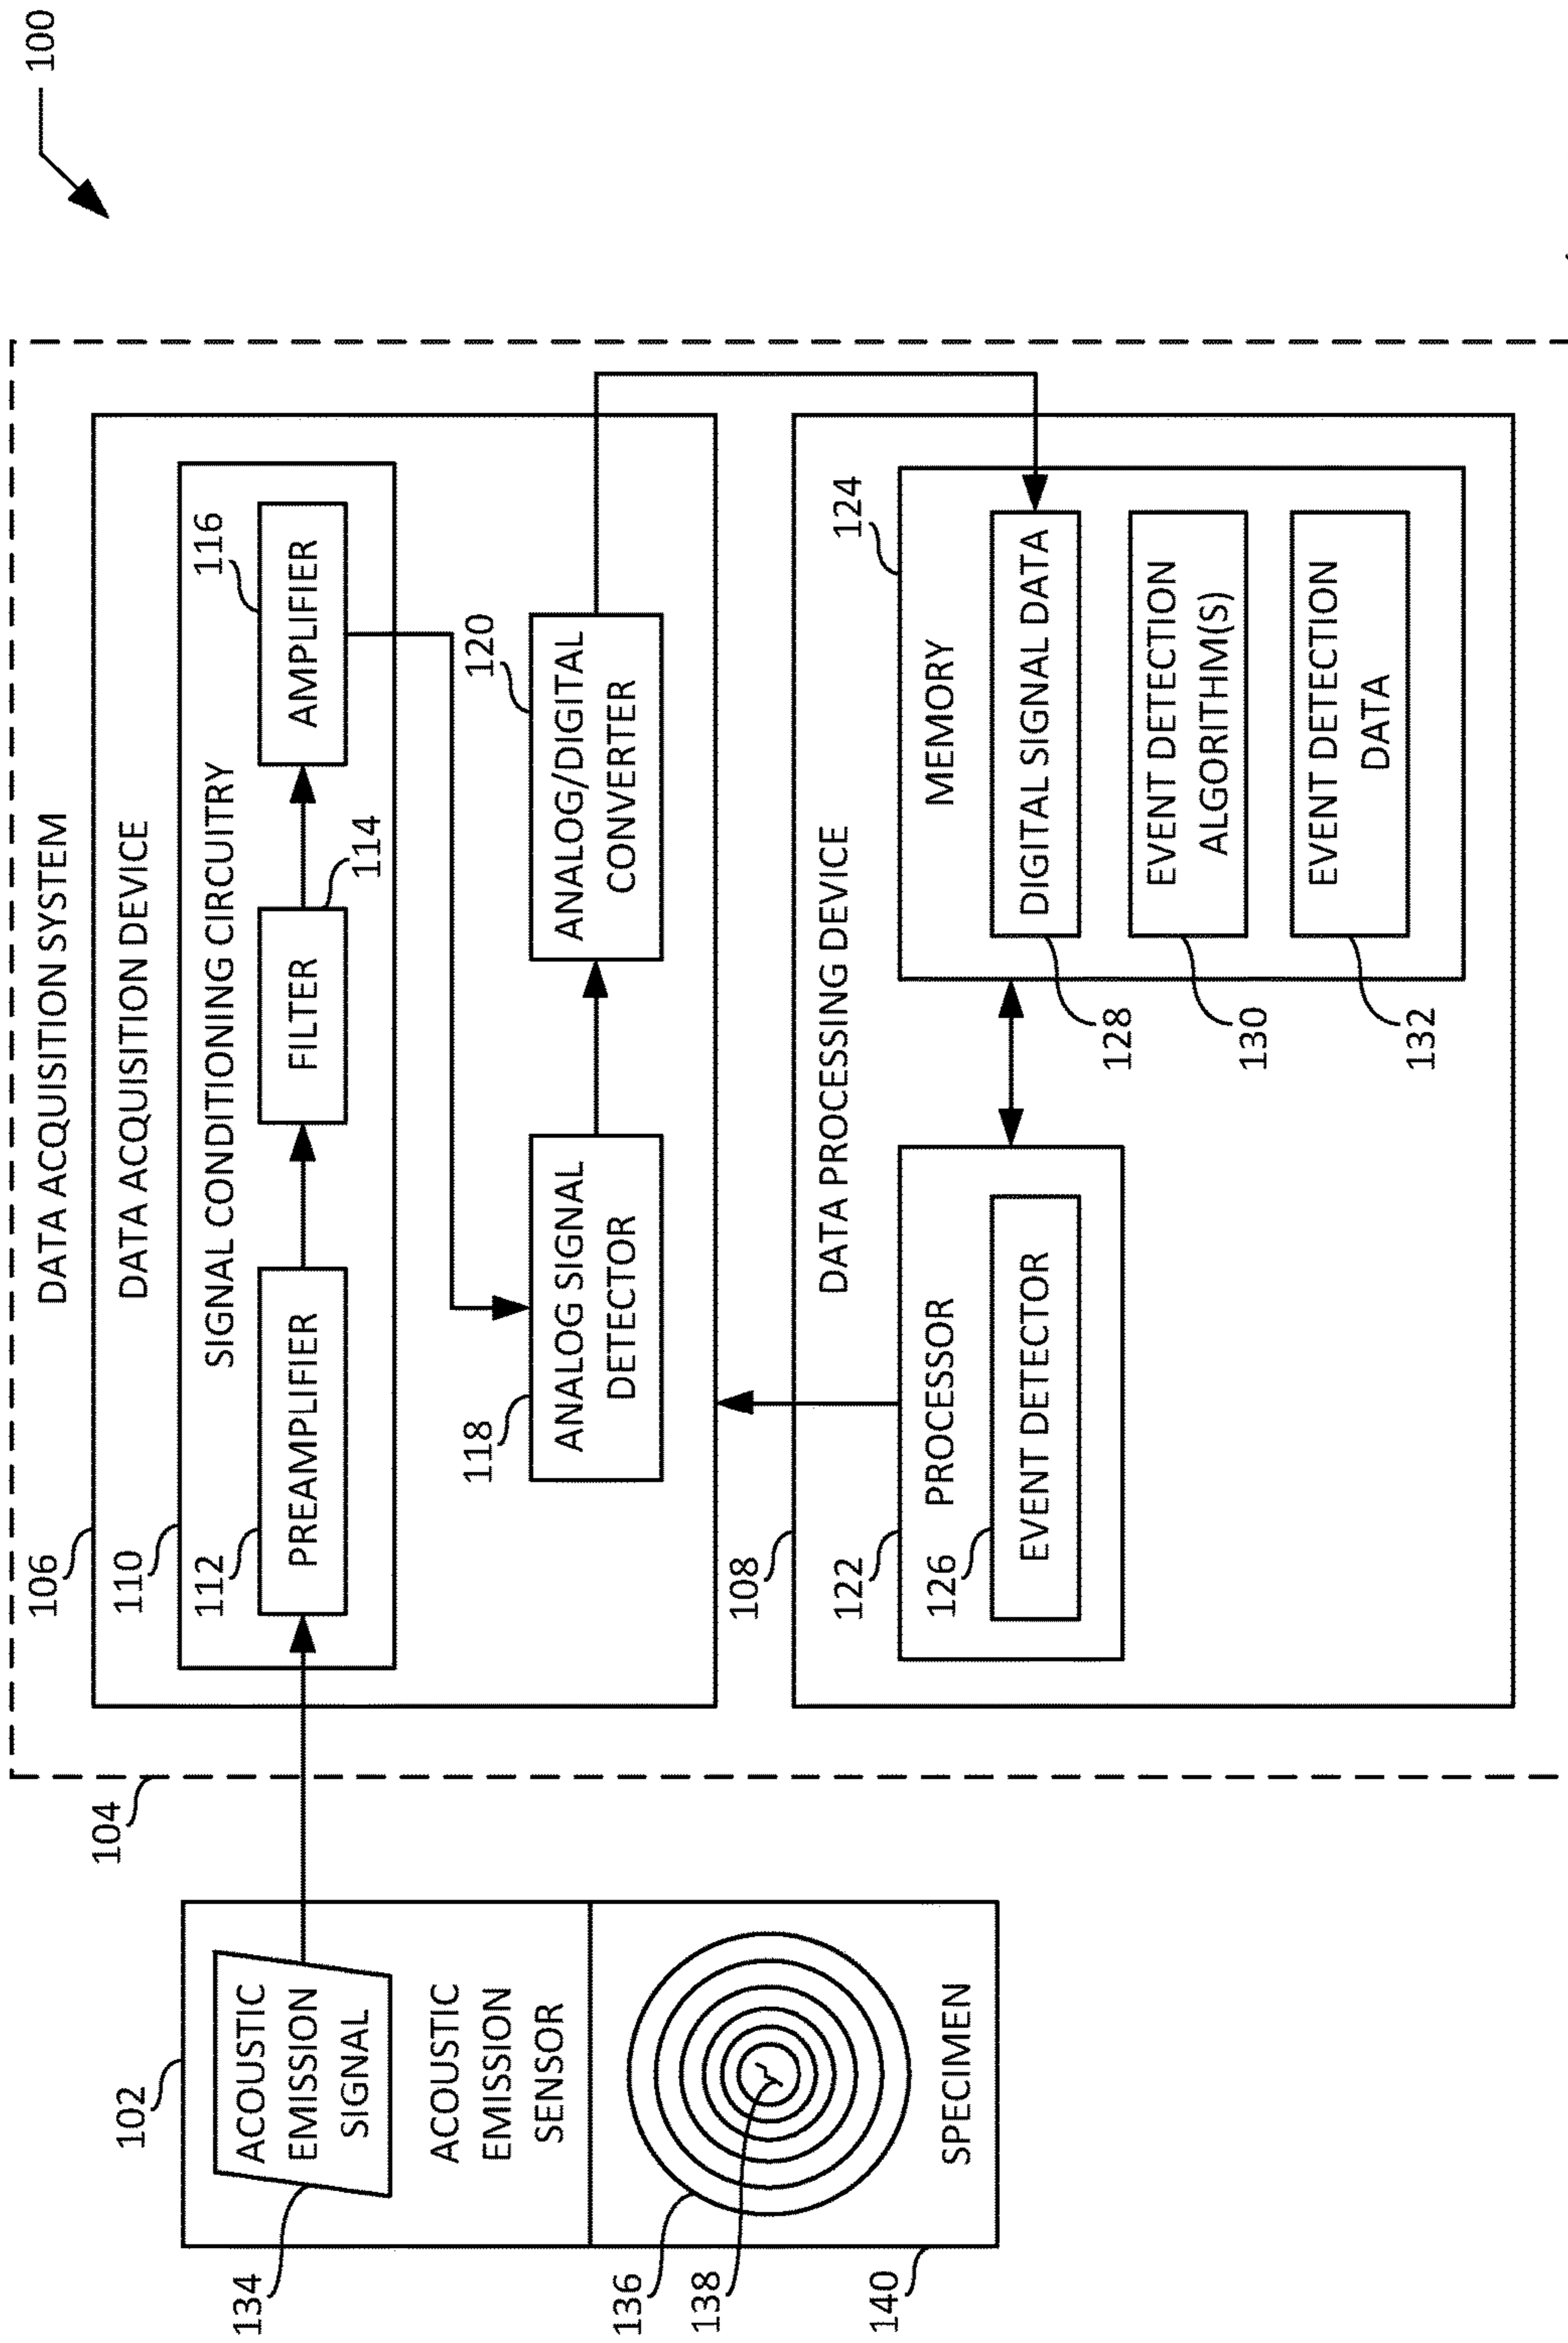 100
104
DATA ACQUISITION SYSTEM
106
DATA ACQUISITION DEVICE
110
SIGNAL CONDITIONING CIRCUITRY
112
PREAMPLIFIER
FILTER
114
116
AMPLIFIER
118
ANALOG SIGNAL
DETECTOR
120
ANALOG/DIGITAL
CONVERTER
102
134
ACOUSTIC
EMISSION
SIGNAL
ACOUSTIC
EMISSION
SENSOR
136
138
140
SPECIMEN
108
DATA PROCESSING DEVICE
122
PROCESSOR
126
EVENT DETECTOR
124
MEMORY
128
DIGITAL SIGNAL DATA
130
EVENT DETECTION
ALGORITHM(S)
132
EVENT DETECTION
DATA